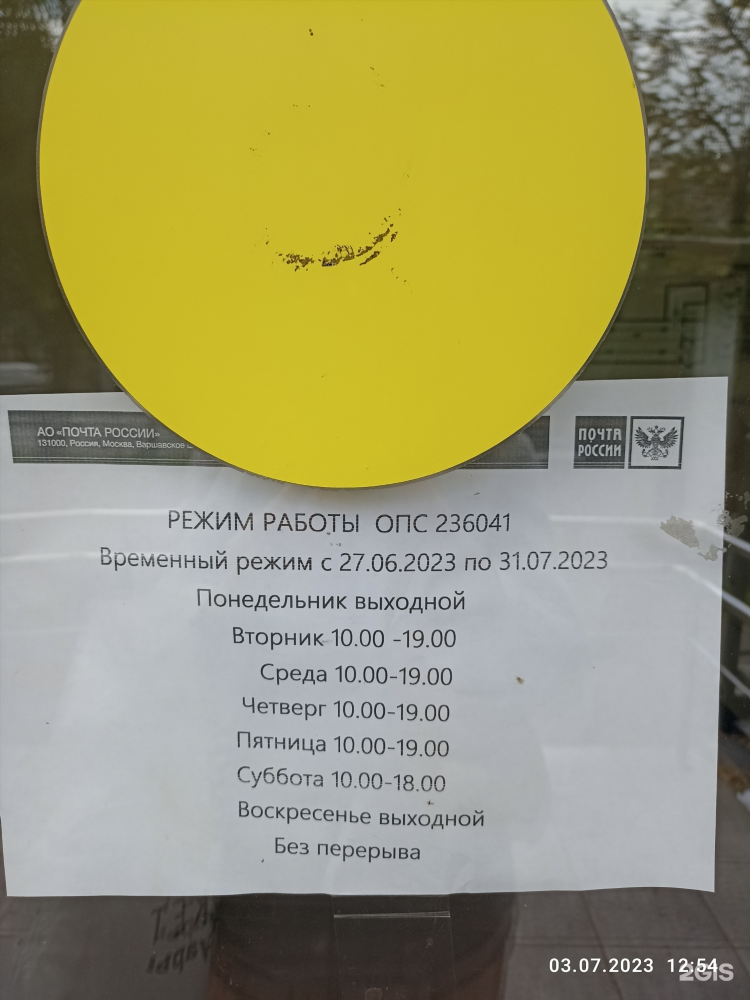 АО «ПОЧТА РОССИИ»
131000, Россия, Москва, Варшавское
ПОЧТА
РОССИИ
РЕЖИМ РАБОТЫ ОПС 236041
Временный режим с 27.06.2023 по 31.07.2023
Понедельник выходной
Вторник 10.00 -19.00
Среда 10.00-19.00
Четверг 10.00-19.00
Пятница 10.00-19.00
Суббота 10.00-18.00
Воскресенье выходной
Без перерыва
03.07.2023 12:54
2GIS